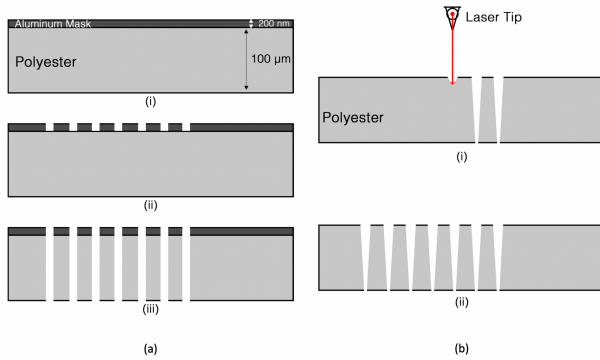 Aluminum Mask
200 nm
Polyester
100 μm
(i)
(ii)
(iii)
(a)
Laser Tip
Polyester
(i)
(ii)
(b)